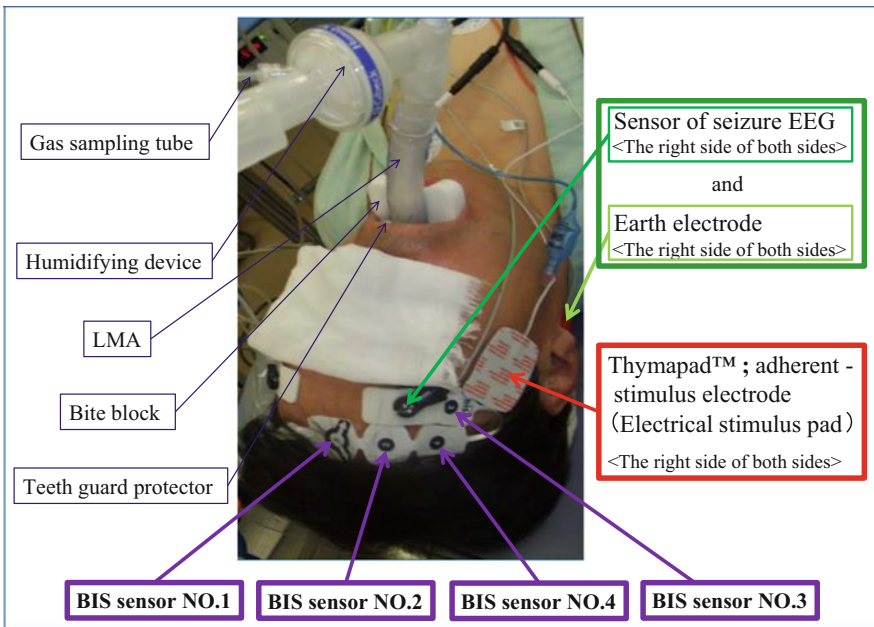 Gas sampling tube
Humidifying device
LMA
Bite block
Teeth guard protector
Sensor of seizure EEG
<The right side of both sides>
and
Earth electrode
<The right side of both sides>
Thymapad™ ; adherent -
stimulus electrode
(Electrical stimulus pad)
<The right side of both sides>
BIS sensor NO.1
BIS sensor NO.2
BIS sensor NO.4
BIS sensor NO.3